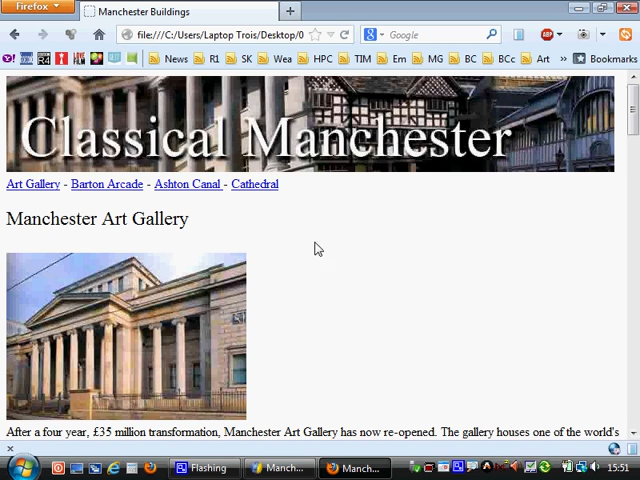 Firefox
Manchester Buildings
file:///C:/Users/Laptop Trois/Desktop/0
Google
ABP
Y!
R4
News
R1
SK
Wea
HPC
TIM
Em
MG
BC
BCc
Art
»
Bookmarks
Classical Manchester
Art Gallery - Barton Arcade - Ashton Canal - Cathedral
Manchester Art Gallery
After a four year, £35 million transformation, Manchester Art Gallery has now re-opened. The gallery houses one of the world's
×
Flashing
Manch...
Manch...
15:51